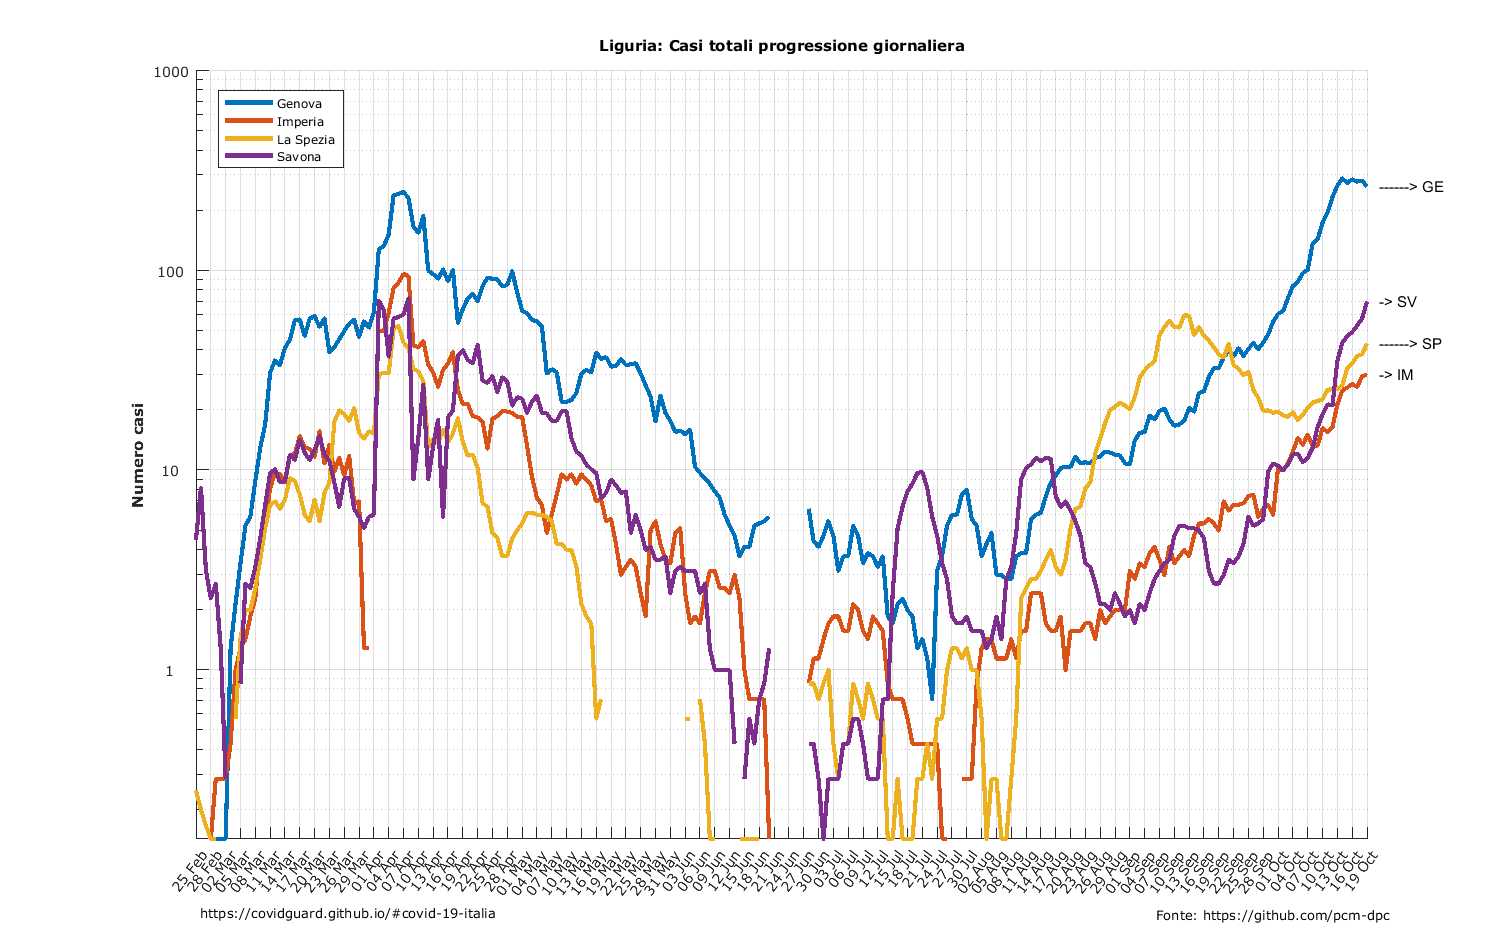 Liguria: Casi totali progressione giornaliera
1000
100
10
1
Numero casi
Genova
Imperia
La Spezia
Savona
------> GE
-> SV
------> SP
-> IM
25 Feb
28 Feb
02 Mar
05 Mar
08 Mar
11 Mar
14 Mar
17 Mar
20 Mar
23 Mar
26 Mar
29 Mar
01 Apr
04 Apr
07 Apr
10 Apr
13 Apr
16 Apr
19 Apr
22 Apr
25 Apr
28 Apr
01 May
04 May
07 May
10 May
13 May
16 May
19 May
22 May
25 May
28 May
31 May
03 Jun
06 Jun
09 Jun
12 Jun
15 Jun
18 Jun
21 Jun
24 Jun
27 Jun
30 Jun
03 Jul
06 Jul
09 Jul
12 Jul
15 Jul
18 Jul
21 Jul
24 Jul
27 Jul
30 Jul
02 Aug
05 Aug
08 Aug
11 Aug
14 Aug
17 Aug
20 Aug
23 Aug
26 Aug
29 Aug
01 Sep
04 Sep
07 Sep
10 Sep
13 Sep
16 Sep
19 Sep
22 Sep
25 Sep
28 Sep
01 Oct
04 Oct
07 Oct
10 Oct
13 Oct
16 Oct
19 Oct
https://covidguard.github.io/#covid-19-italia
Fonte: https://github.com/pcm-dpc